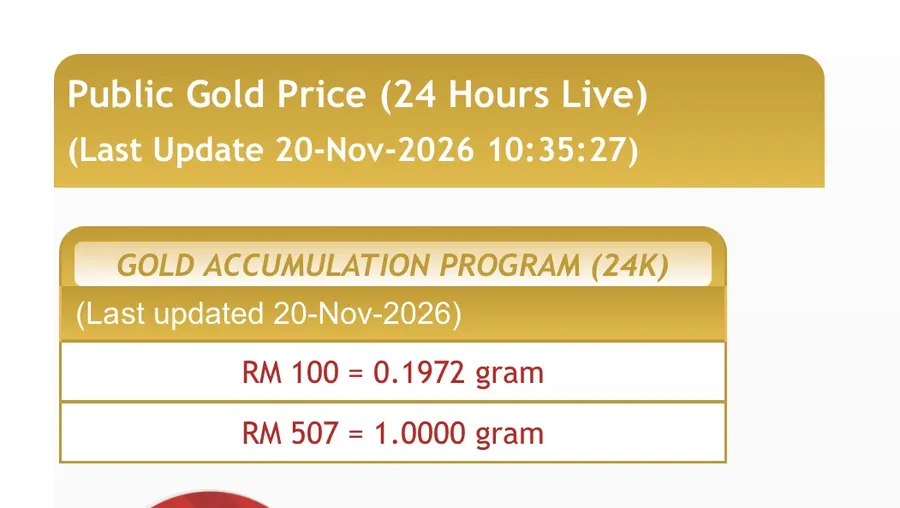 Public Gold Price (24 Hours Live)
(Last Update 20-Nov-2026 10:35:27)
GOLD ACCUMULATION PROGRAM (24K)
(Last updated 20-Nov-2026)
RM 100 = 0.1972 gram
RM 507 = 1.0000 gram